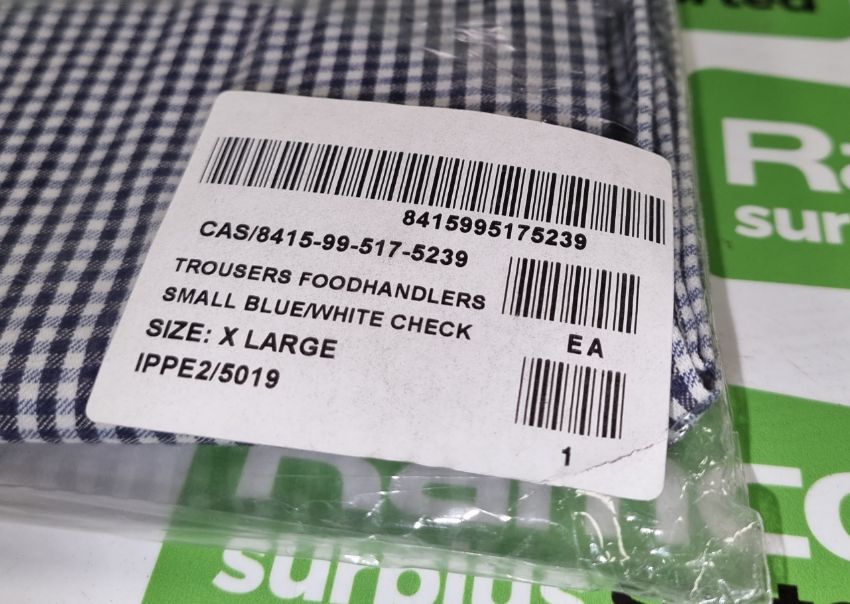 8415995175239
CAS/8415-99-517-5239
TROUSERS FOODHANDLERS
SMALL BLUE/WHITE CHECK
SIZE: X LARGE
IPPE2/5019
EA
1
surplus
Ra
sur